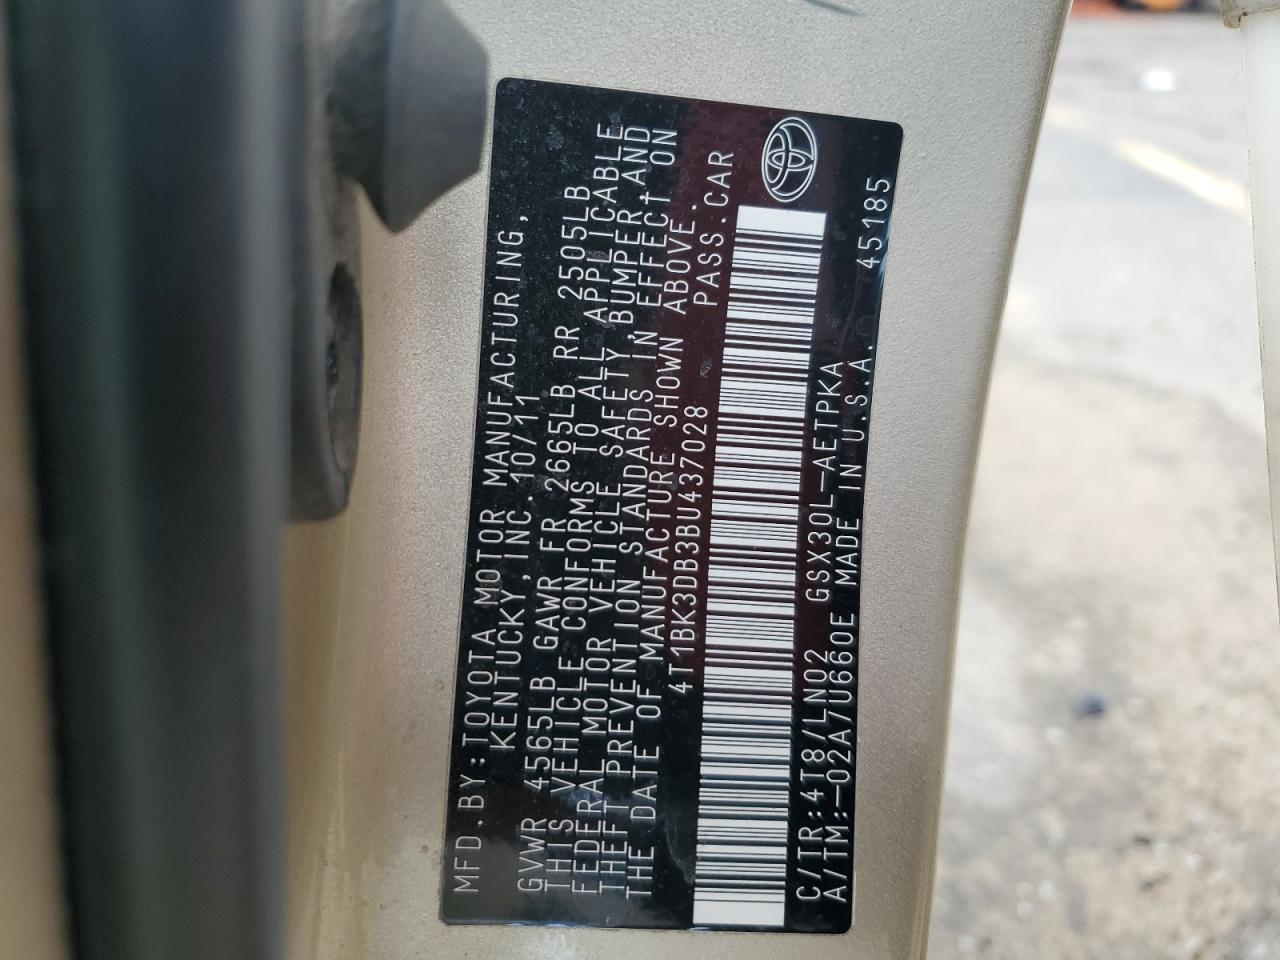 MFD.BY:TOYOTA MOTOR MANUFACTURING,
KENTUCKY,INC.10/11
GVWR 4565LB GAWR FR 2665LB RR 2505LB
THIS VEHICLE CONFORMS TO ALL APPLICABLE
FEDERAL MOTOR VEHICLE SAFETY,BUMPER,AND
THEFT PREVENTION STANDARDS IN EFFECT ON
THE DATE OF MANUFACTURE SHOWN ABOVE.
4T1BK3DB3BU437028 PASS.CAR
C/TR:4T8/LN02 GSX30L-AETPKA
A/TM:-02A/U660E MADE IN U.S.A. 45185